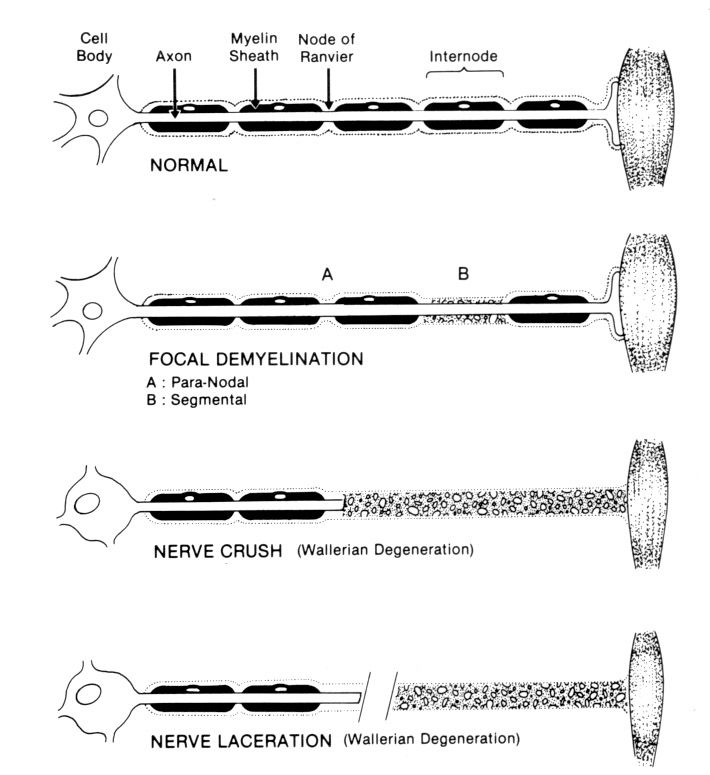 Cell
Body
Axon
Myelin
Sheath
Node of
Ranvier
Internode
NORMAL
A
B
FOCAL DEMYELINATION
A : Para-Nodal
B : Segmental
NERVE CRUSH (Wallerian Degeneration)
NERVE LACERATION (Wallerian Degeneration)